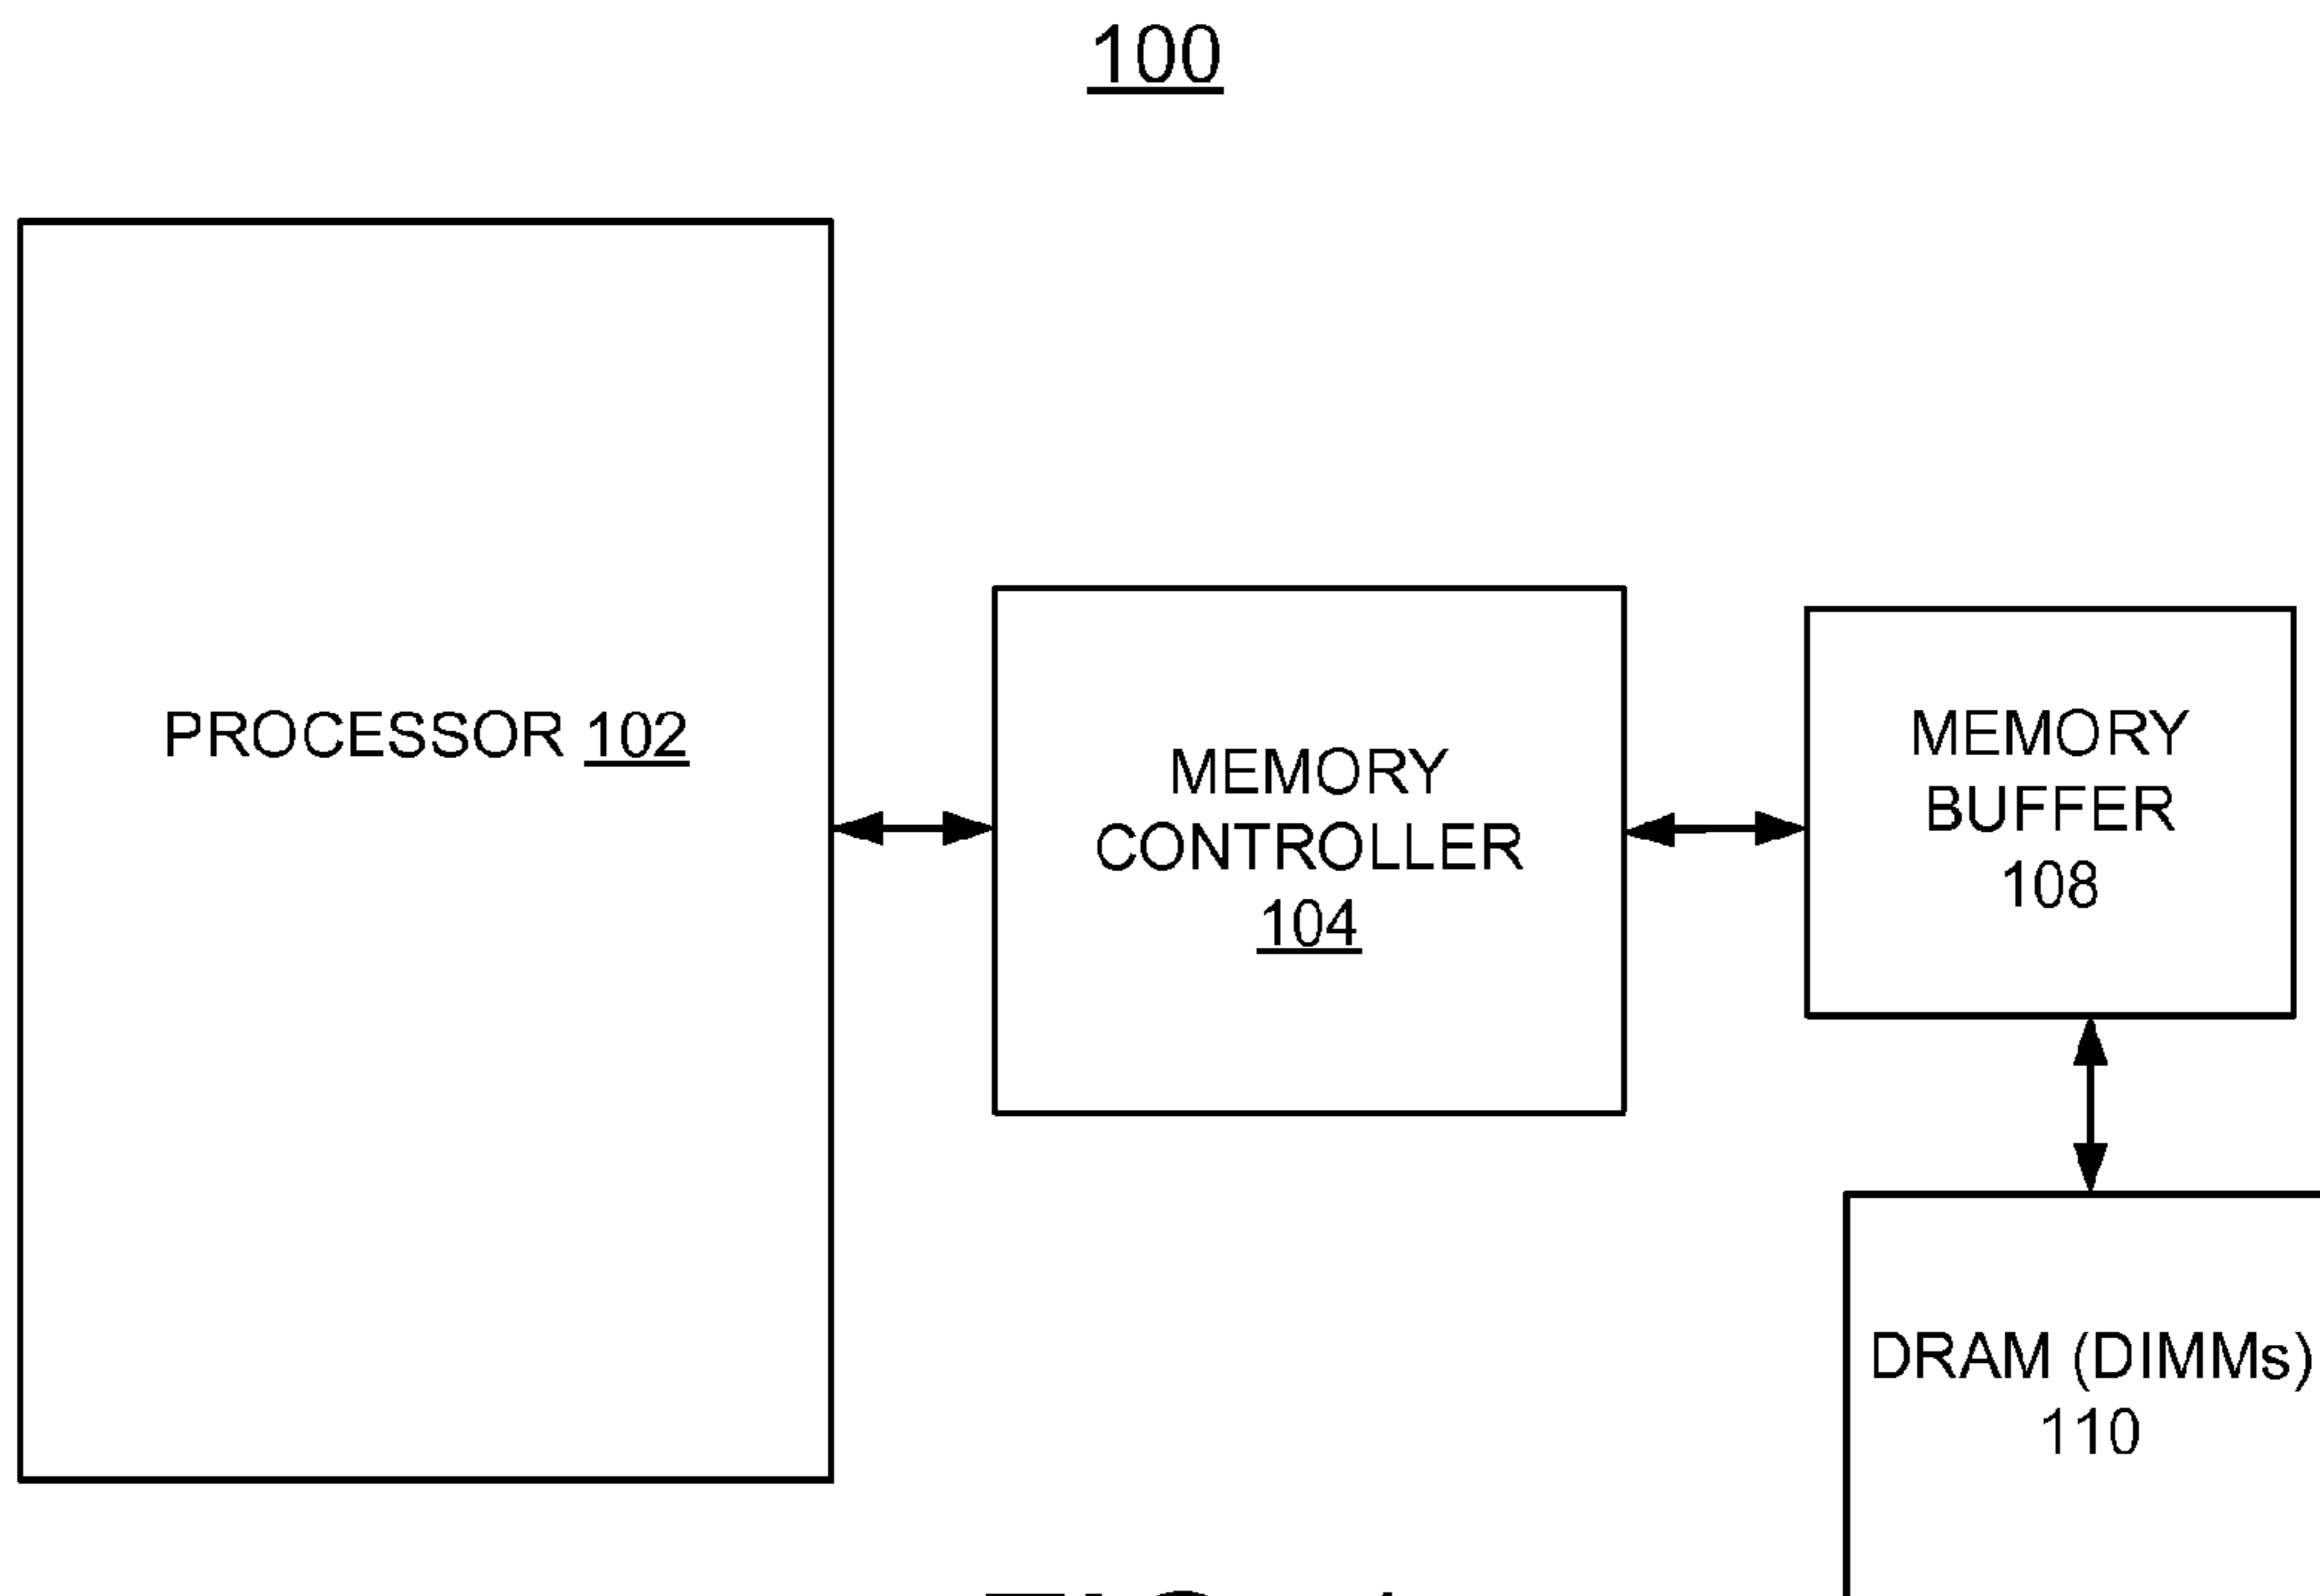 100
PROCESSOR 102
MEMORY
CONTROLLER
104
MEMORY
BUFFER
108
DRAM (DIMMs)
110